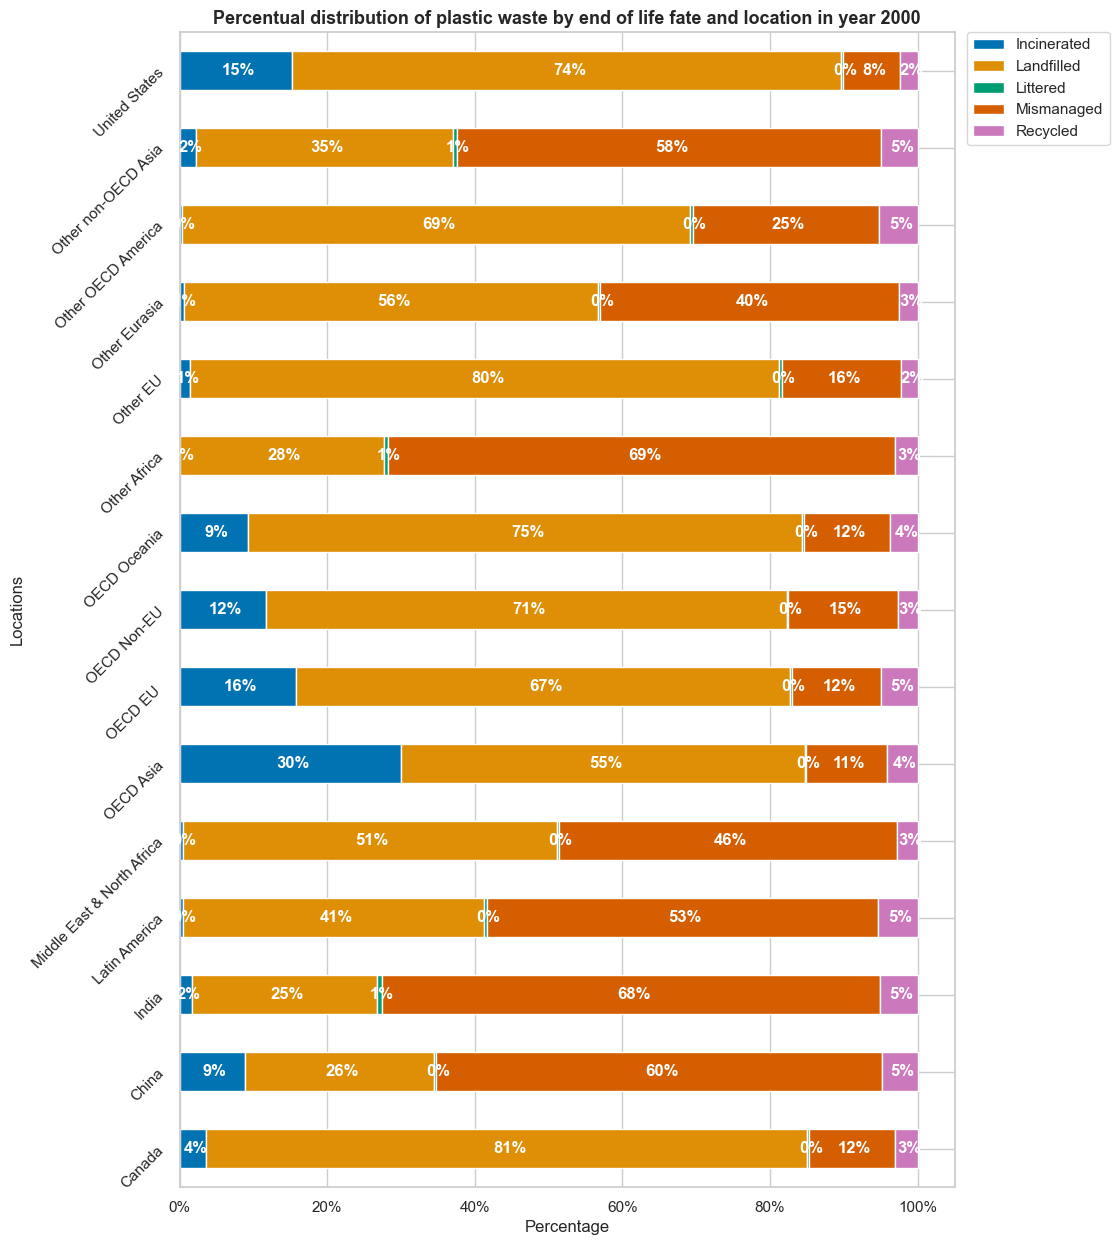 Percentual distribution of plastic waste by end of life fate and location in year 2000
Incinerated
Landfilled
Littered
Mismanaged
Recycled
United States
15% 74% 0% 8% 2%
Other non-OECD Asia
2% 35% 1% 58% 5%
Other OECD America
% 69% 0% 25% 5%
Other Eurasia
% 56% 0% 40% 3%
Other EU
1% 80% 0% 16% 2%
Other Africa
% 28% 1% 69% 3%
OECD Oceania
9% 75% 0% 12% 4%
OECD Non-EU
12% 71% 0% 15% 3%
OECD EU
16% 67% 0% 12% 5%
OECD Asia
30% 55% 0% 11% 4%
Middle East & North Africa
% 51% 0% 46% 3%
Latin America
% 41% 0% 53% 5%
India
2% 25% 1% 68% 5%
China
9% 26% 0% 60% 5%
Canada
4% 81% 0% 12% 3%
Locations
0% 20% 40% 60% 80% 100%
Percentage